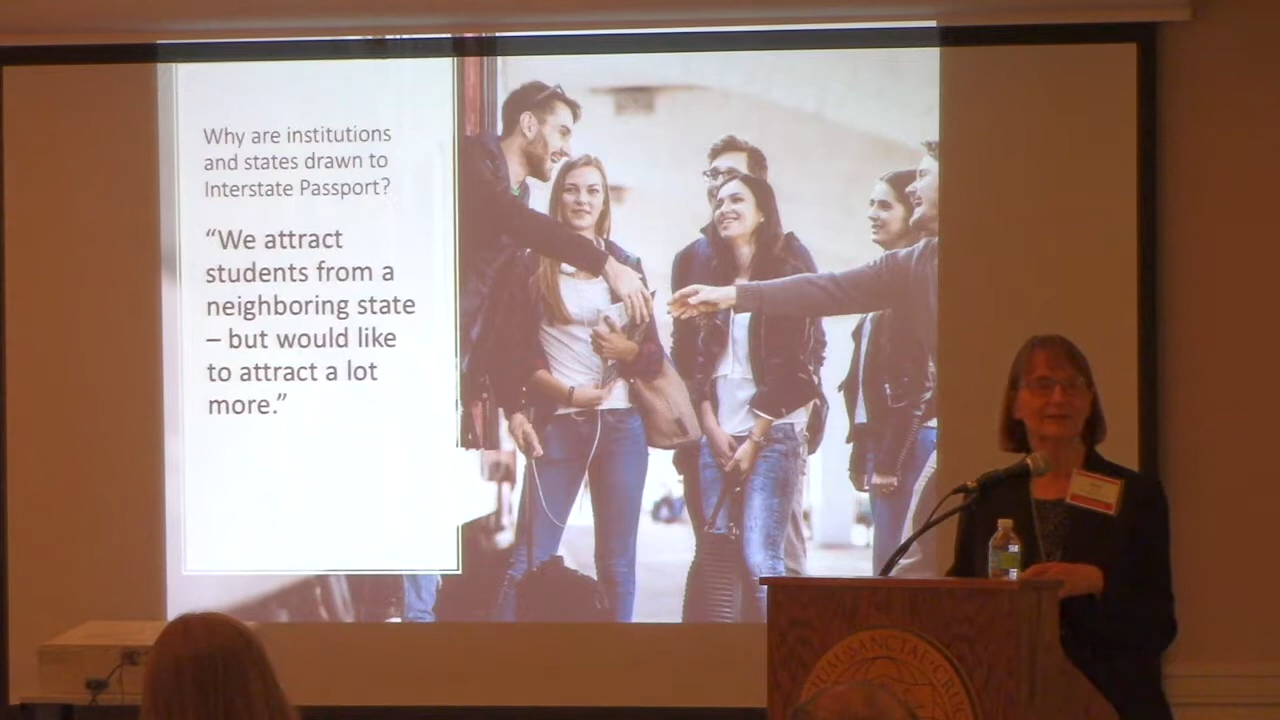 Why are institutions
and states drawn to
Interstate Passport?
“We attract
students from a
neighboring state
– but would like
to attract a lot
more.”